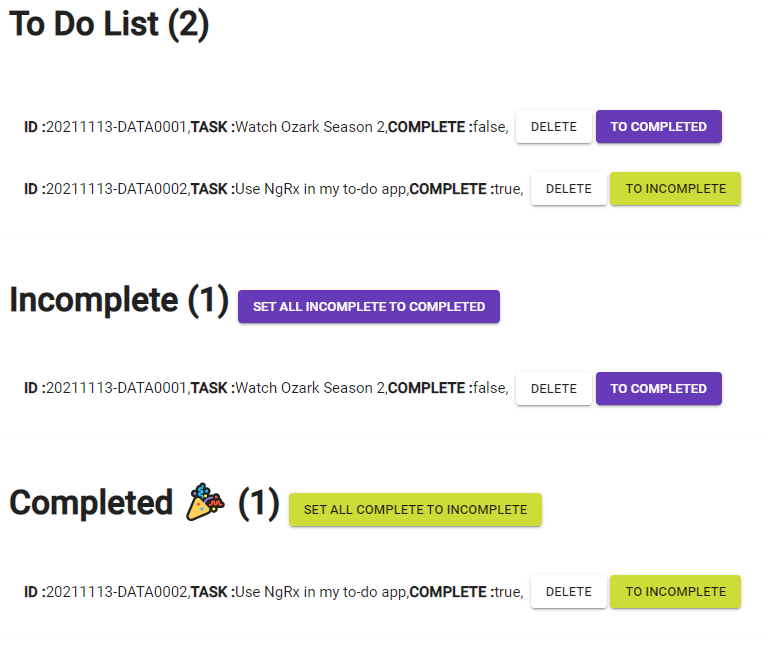 To Do List (2)
ID :20211113-DATA0001,TASK :Watch Ozark Season 2,COMPLETE :false, DELETE TO COMPLETED
ID :20211113-DATA0002,TASK :Use NgRx in my to-do app,COMPLETE :true, DELETE TO INCOMPLETE
Incomplete (1) SET ALL INCOMPLETE TO COMPLETED
ID :20211113-DATA0001,TASK :Watch Ozark Season 2,COMPLETE :false, DELETE TO COMPLETED
Completed 🎉 (1) SET ALL COMPLETE TO INCOMPLETE
ID :20211113-DATA0002,TASK :Use NgRx in my to-do app,COMPLETE :true, DELETE TO INCOMPLETE